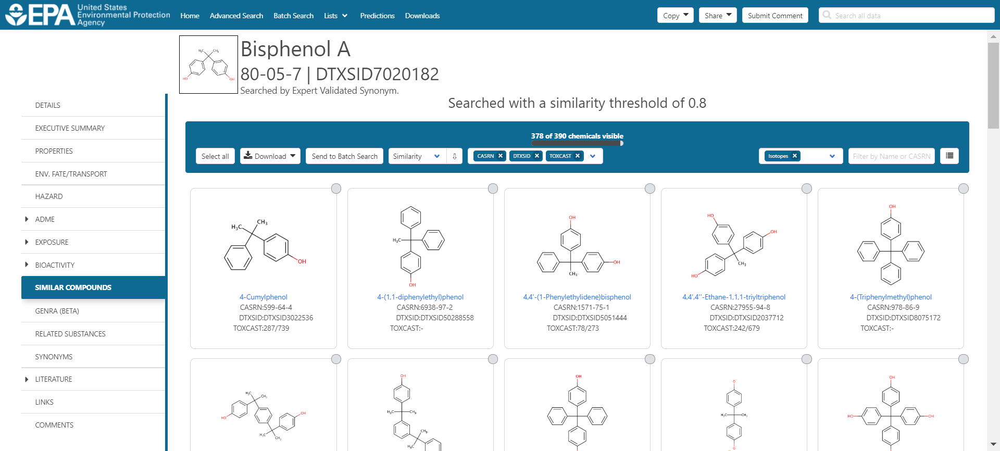 United States
EPA Environmental Protection
Agency
Home Advanced Search Batch Search Lists Predictions Downloads
Copy Share Submit Comment Search all data
Bisphenol A
80-05-7 | DTXSID7020182
Searched by Expert Validated Synonym.
Searched with a similarity threshold of 0.8
DETAILS
EXECUTIVE SUMMARY
PROPERTIES
ENV. FATE/TRANSPORT
HAZARD
ADME
EXPOSURE
BIOACTIVITY
SIMILAR COMPOUNDS
GENRA (BETA)
RELATED SUBSTANCES
SYNONYMS
LITERATURE
LINKS
COMMENTS
378 of 390 chemicals visible
Select all Download Send to Batch Search Similarity CASRN DTXSID TOXCAST Isotopes Filter by Name or CASRN
H₃C CH₃ OH
4-Cumylphenol
CASRN:599-64-4
DTXSID:DTXSID3022536
TOXCAST:287/739
H₃C OH
4-(1,1-diphenylethyl)phenol
CASRN:6938-97-2
DTXSID:DTXSID50288558
TOXCAST:-
OH OH CH₃
4,4'-(1-Phenylethylidene)bisphenol
CASRN:1571-75-1
DTXSID:DTXSID5051444
TOXCAST:78/273
HO OH CH₃ HO
4,4',4''-Ethane-1,1,1-triyltriphenol
CASRN:27955-94-8
DTXSID:DTXSID2037712
TOXCAST:242/679
OH
4-(Triphenylmethyl)phenol
CASRN:978-86-9
DTXSID:DTXSID8075172
TOXCAST:-
H₃C CH₃ HO OH H₃C CH₃
OH H₃C CH₃ CH₃ H₃C
OH
O⁻ H₃C CH₃
OH HO OH